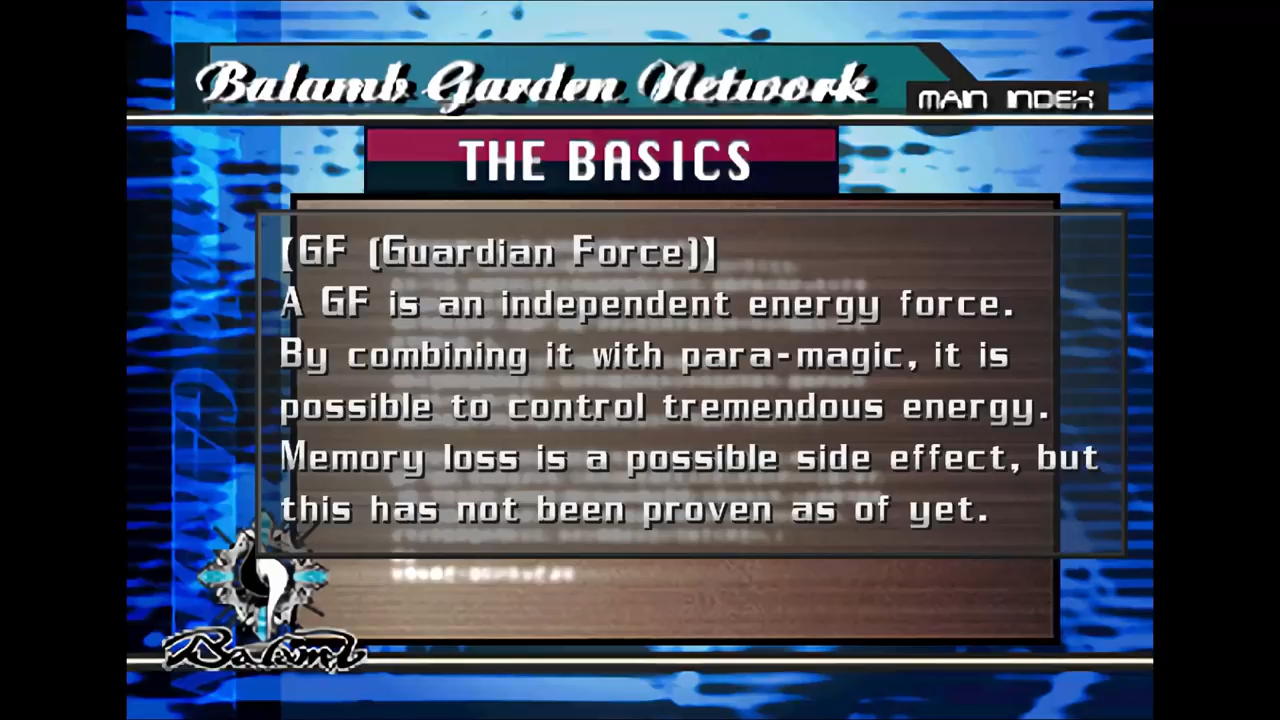 Balamb Garden Network
MAIN INDEX
THE BASICS
【GF (Guardian Force)】
A GF is an independent energy force.
By combining it with para-magic, it is
possible to control tremendous energy.
Memory loss is a possible side effect, but
this has not been proven as of yet.
Balamb